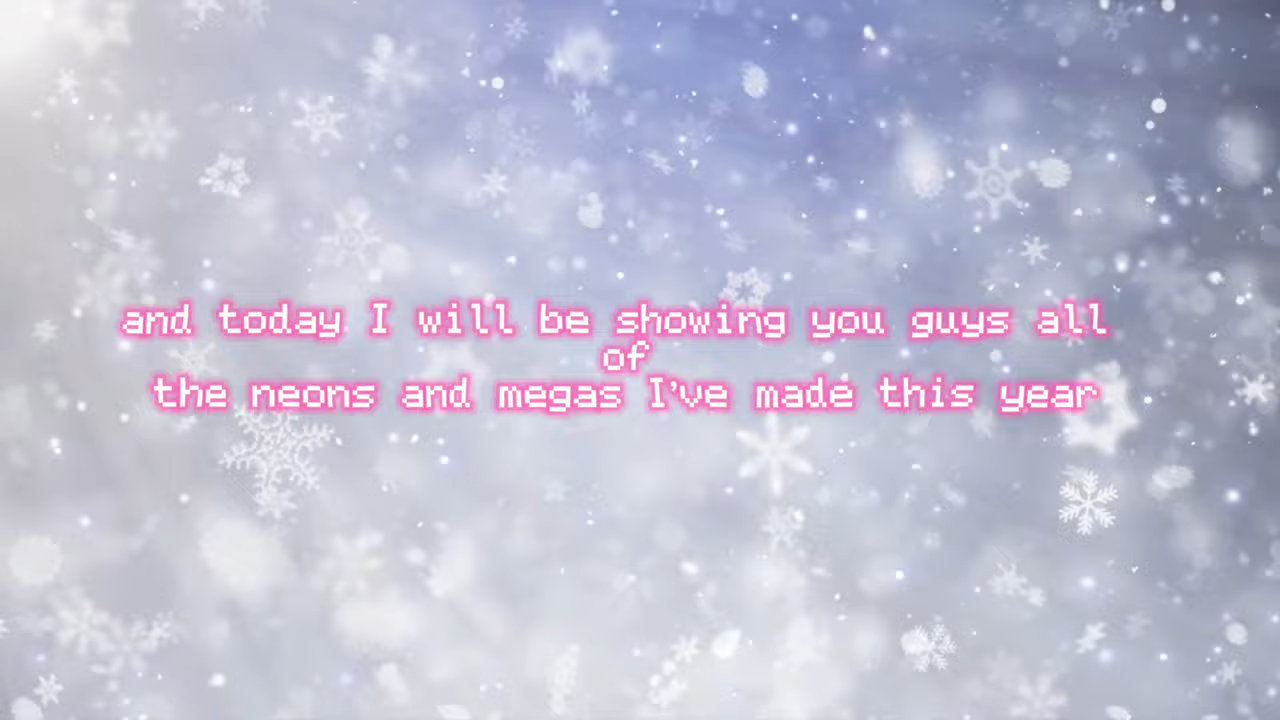 and today I will be showing you guys all
of
the neons and megas I've made this year